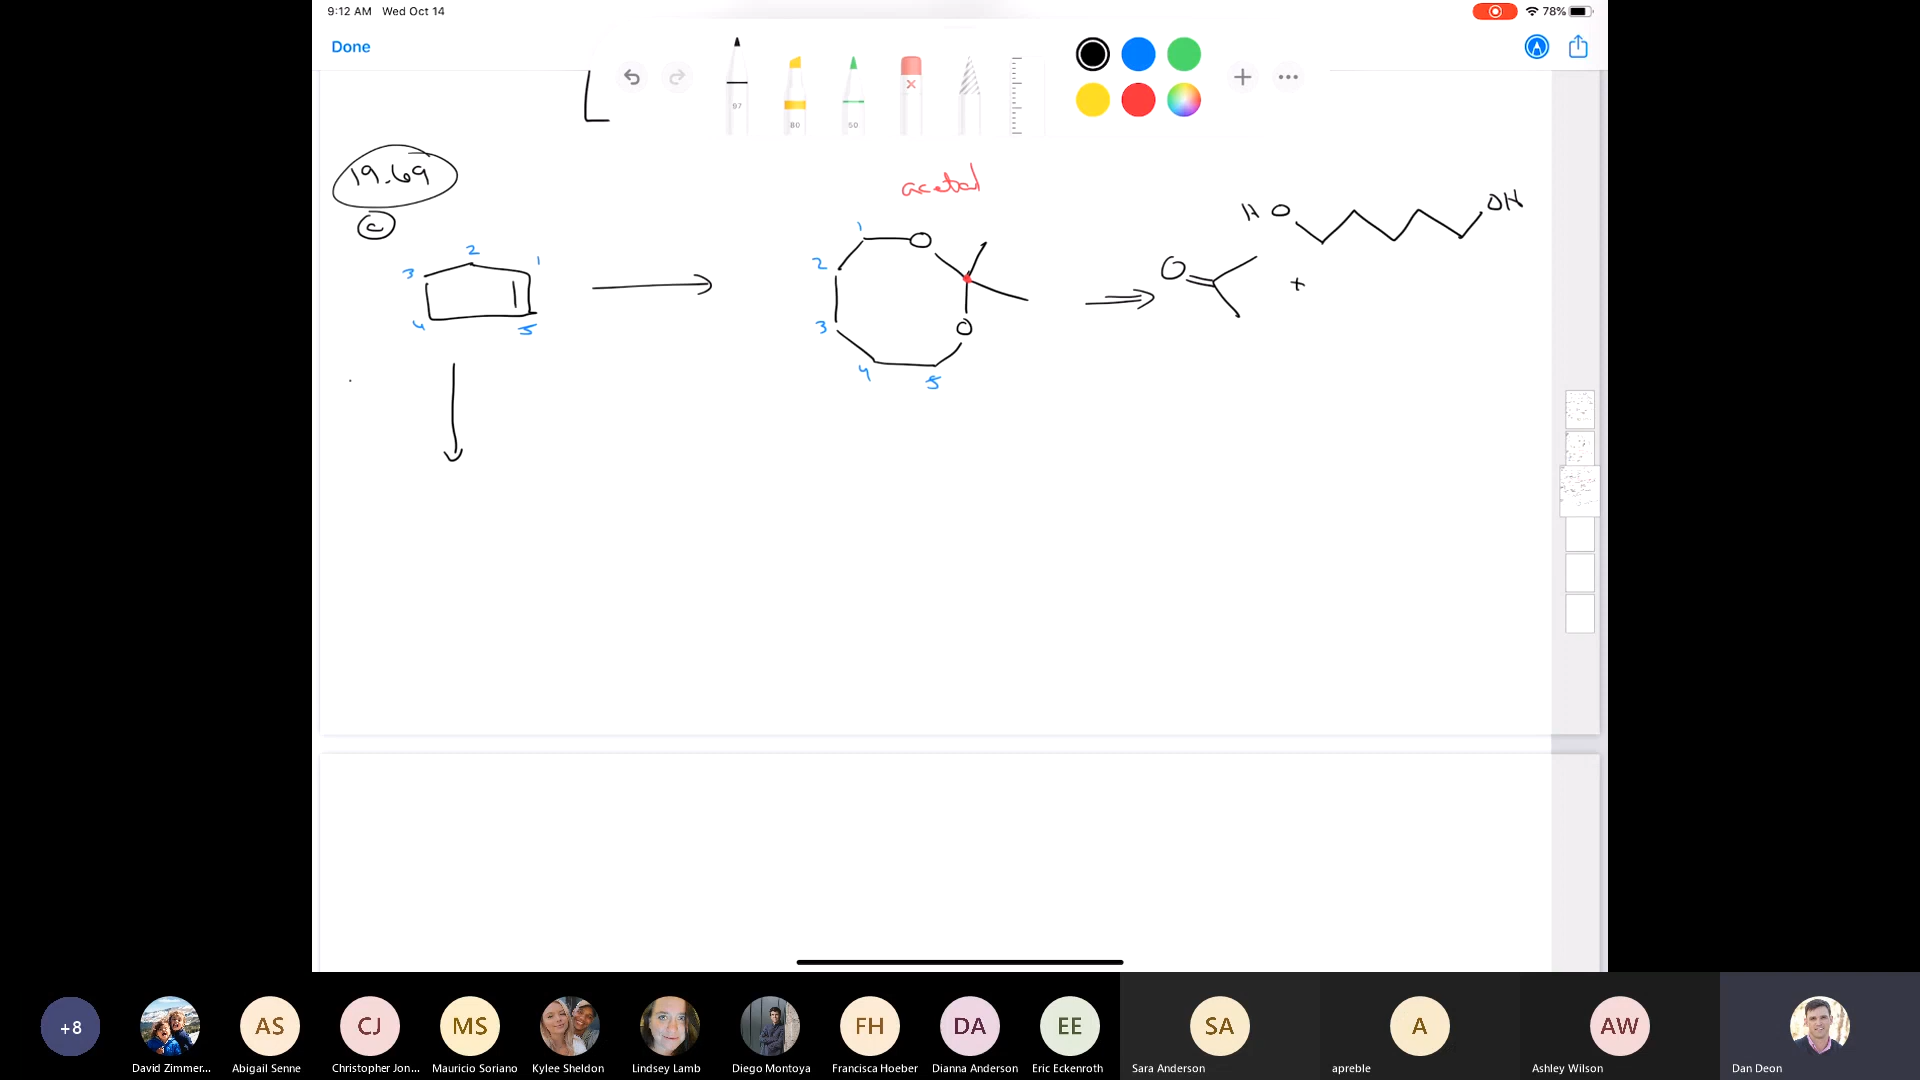 9:12 AM Wed Oct 14
78%
Done
97
80
50
19.69
c
acetal
1
2
3
4
5
O
O
1
2
3
4
5
HO
OH
O
+
+8
David Zimmer...
AS
Abigail Senne
CJ
Christopher Jon...
MS
Mauricio Soriano
Kylee Sheldon
Lindsey Lamb
Diego Montoya
FH
Francisca Hoeber
DA
Dianna Anderson
EE
Eric Eckenroth
SA
Sara Anderson
A
apreble
AW
Ashley Wilson
Dan Deon